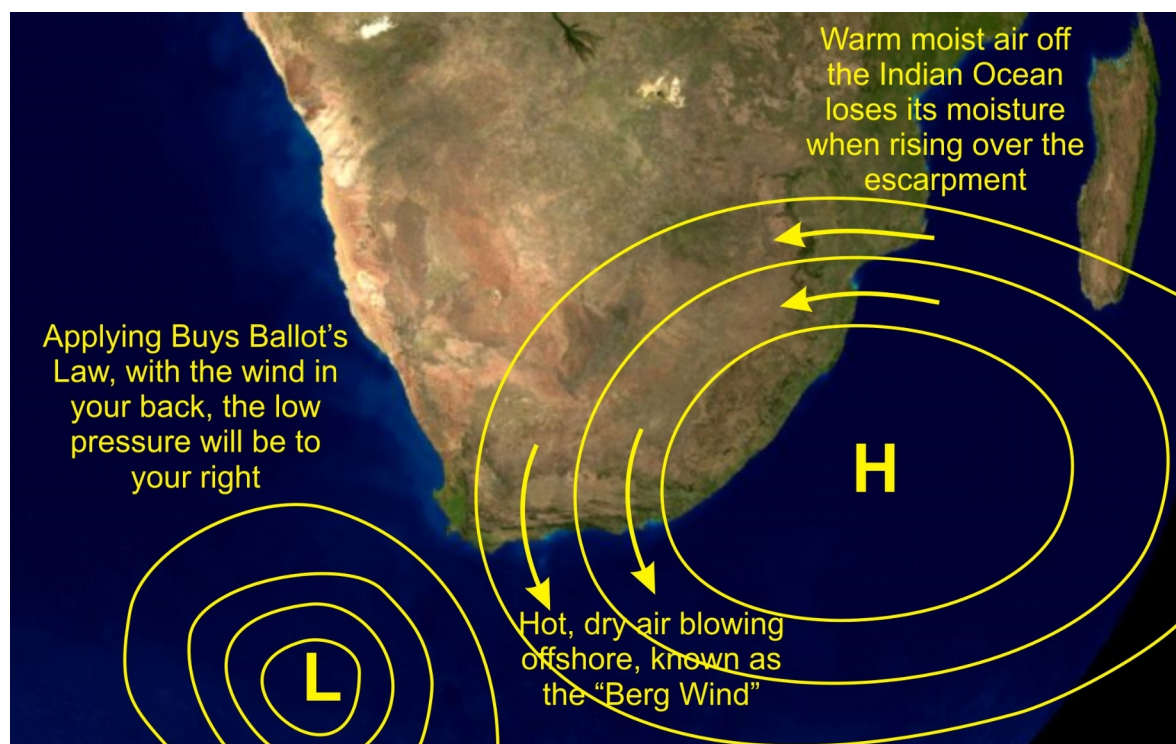 Warm moist air off
the Indian Ocean
loses its moisture
when rising over the
escarpment
Applying Buys Ballot’s
Law, with the wind in
your back, the low
pressure will be to
your right
H
L
Hot, dry air blowing
offshore, known as
the “Berg Wind”